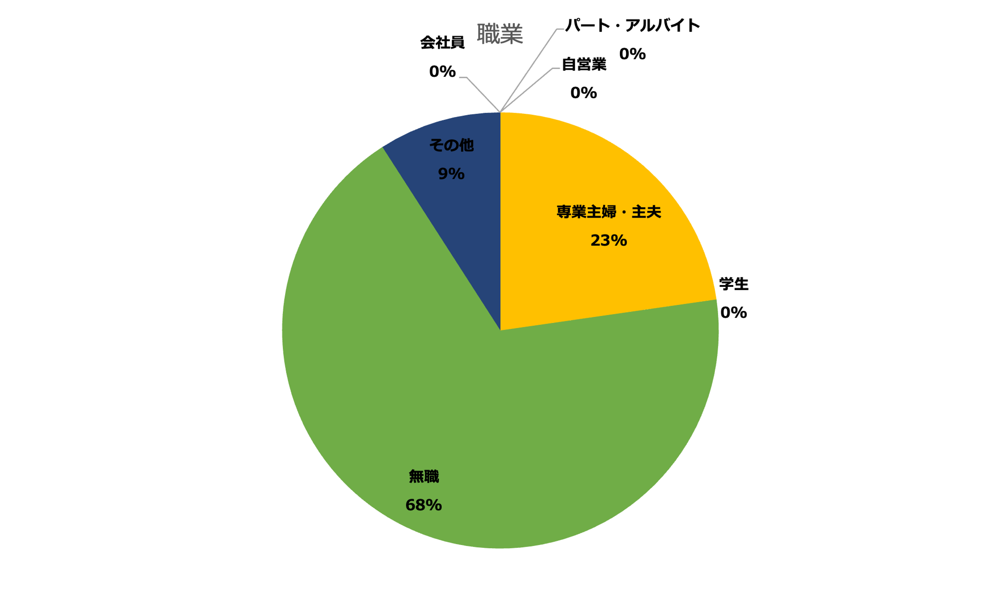 職業
会社員
0%
パート・アルバイト
0%
自営業
0%
その他
9%
専業主婦・主夫
23%
学生
0%
無職
68%